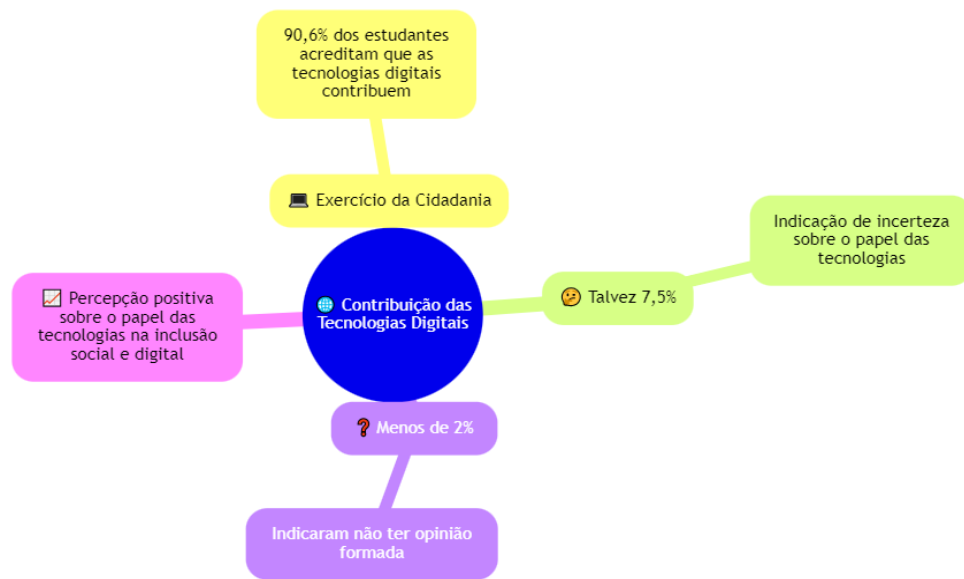 90,6% dos estudantes
acreditam que as
tecnologias digitais
contribuem
💻 Exercício da Cidadania
Indicação de incerteza
sobre o papel das
tecnologias
🤔 Talvez 7,5%
🌐 Contribuição das
Tecnologias Digitais
📈 Percepção positiva
sobre o papel das
tecnologias na inclusão
social e digital
❓ Menos de 2%
Indicaram não ter opinião
formada